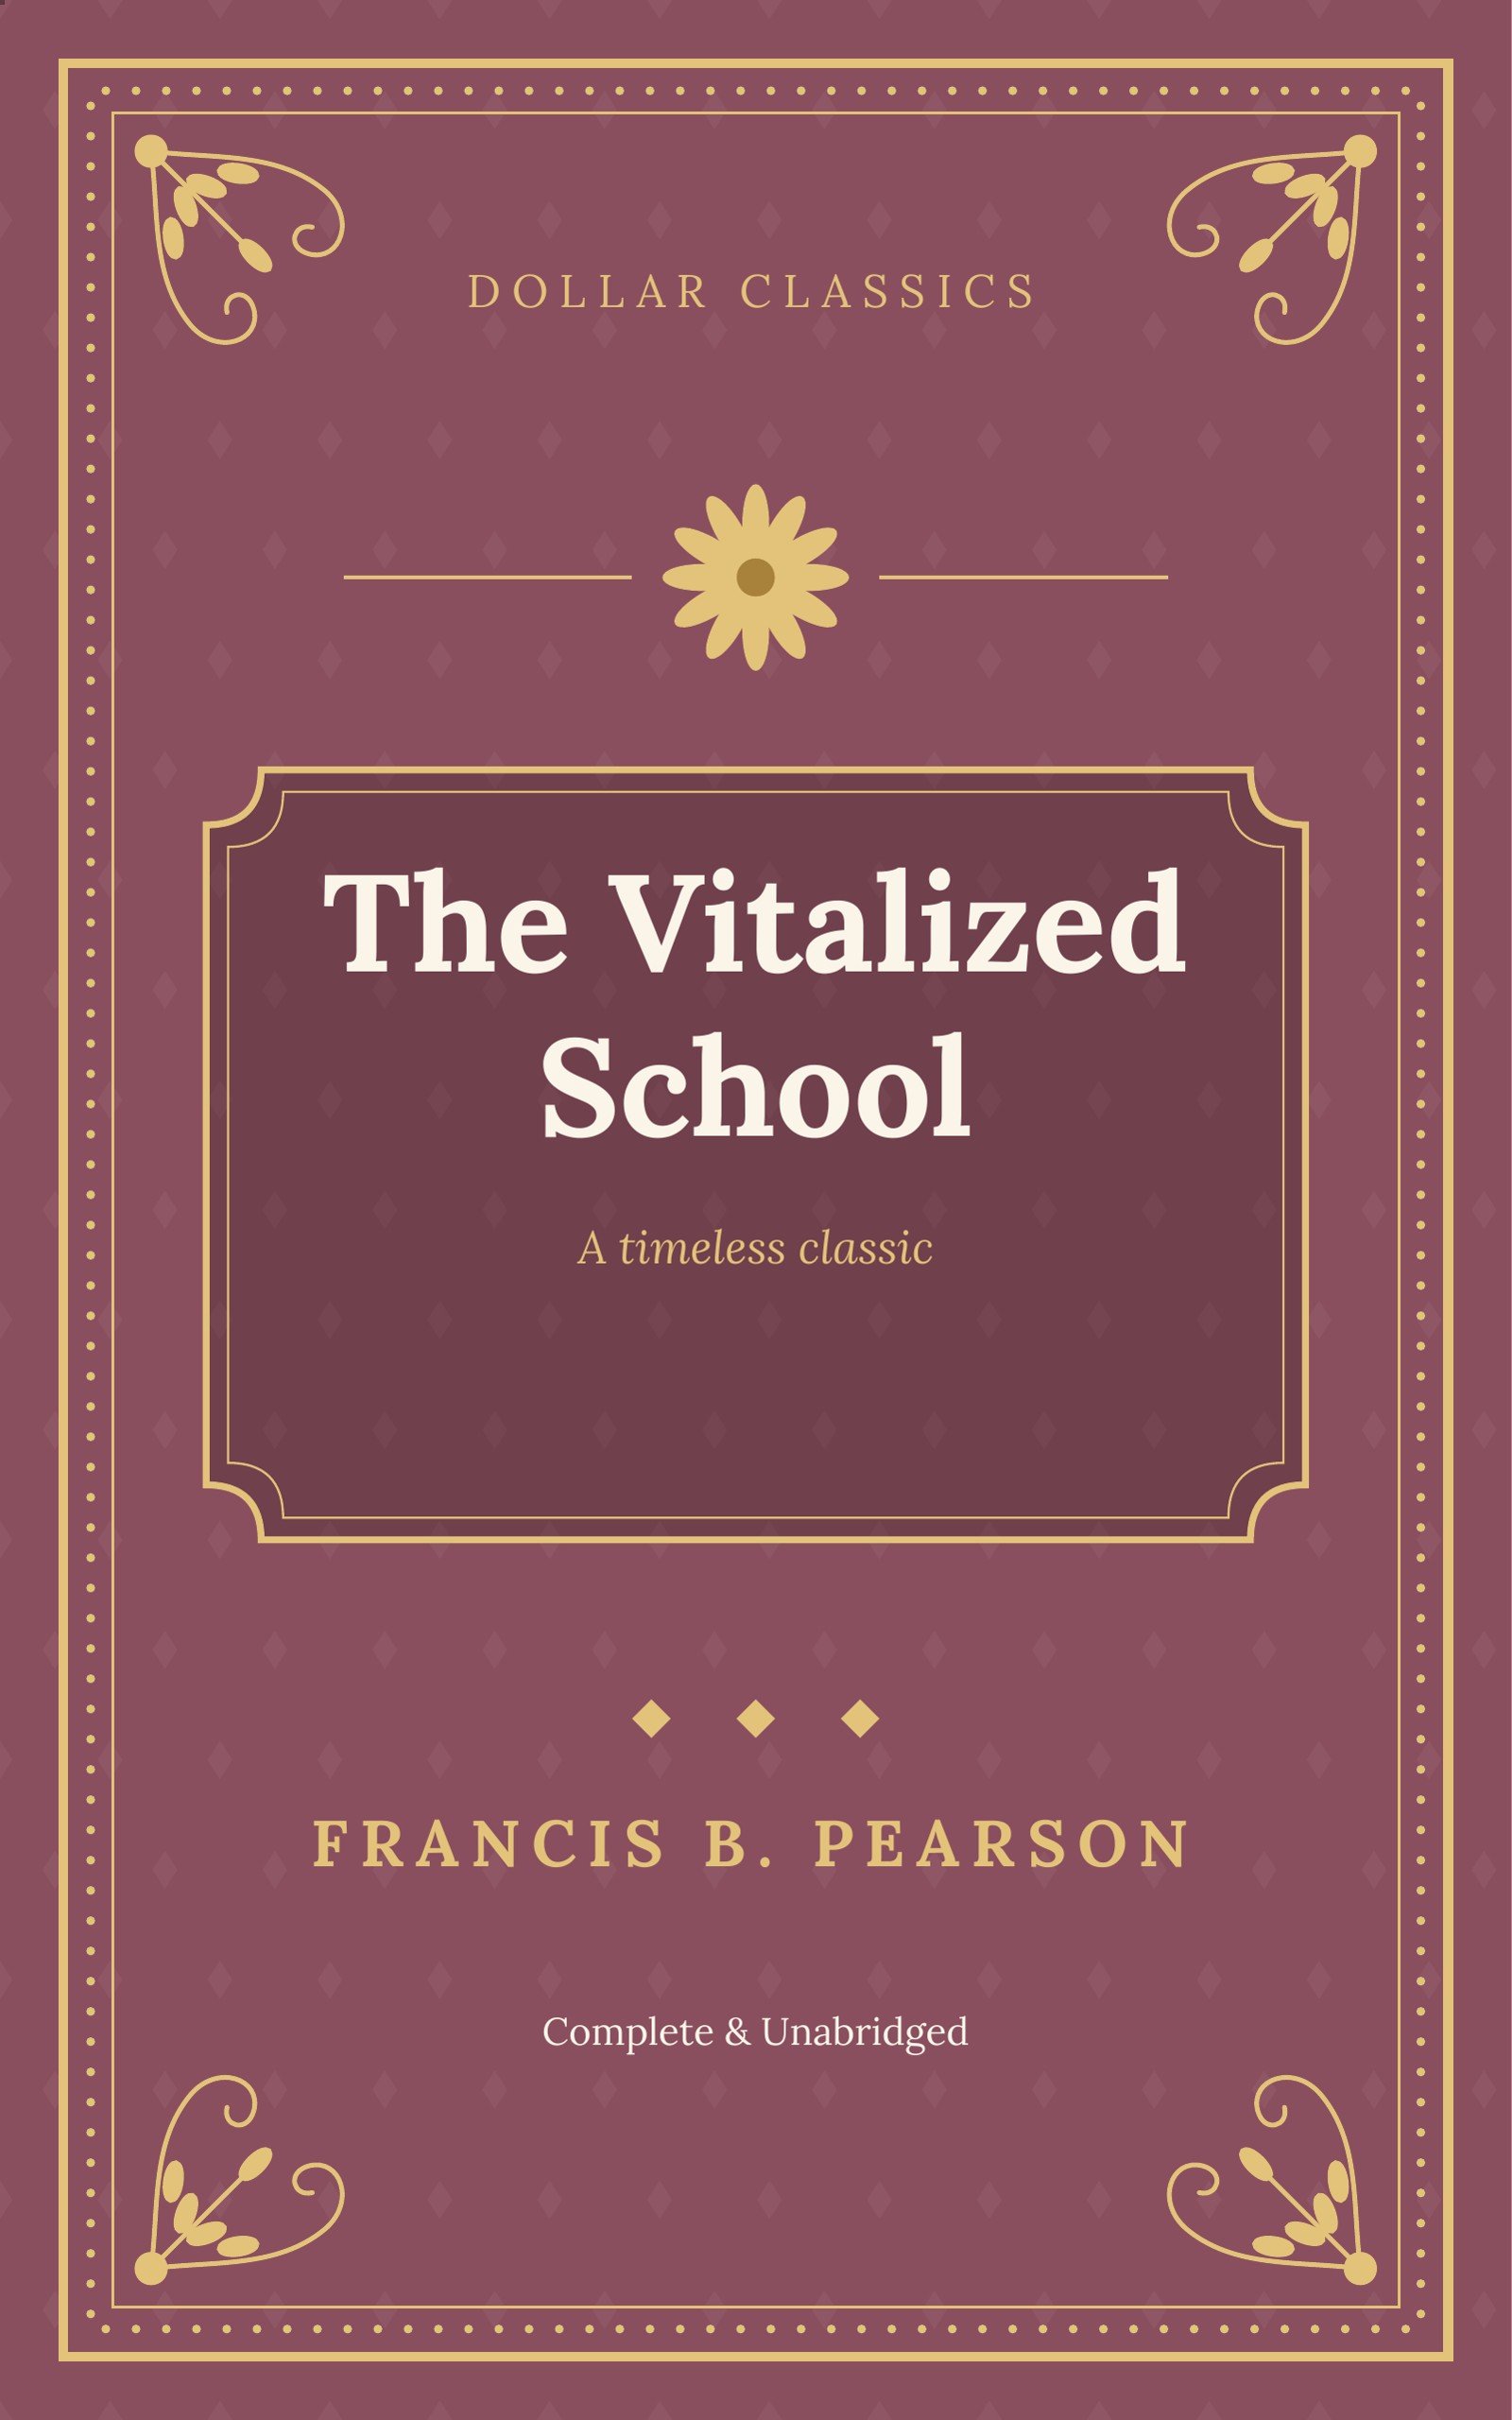 DOLLAR CLASSICS
The Vitalized
School
A timeless classic
FRANCIS B. PEARSON
Complete & Unabridged